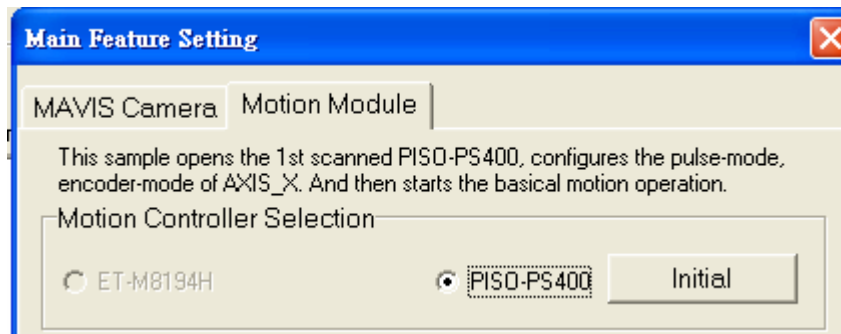 Main Feature Setting
MAVIS Camera Motion Module
This sample opens the 1st scanned PISO-PS400, configures the pulse-mode,
encoder-mode of AXIS_X. And then starts the basical motion operation.
Motion Controller Selection
ET-M8194H PISO-PS400 Initial